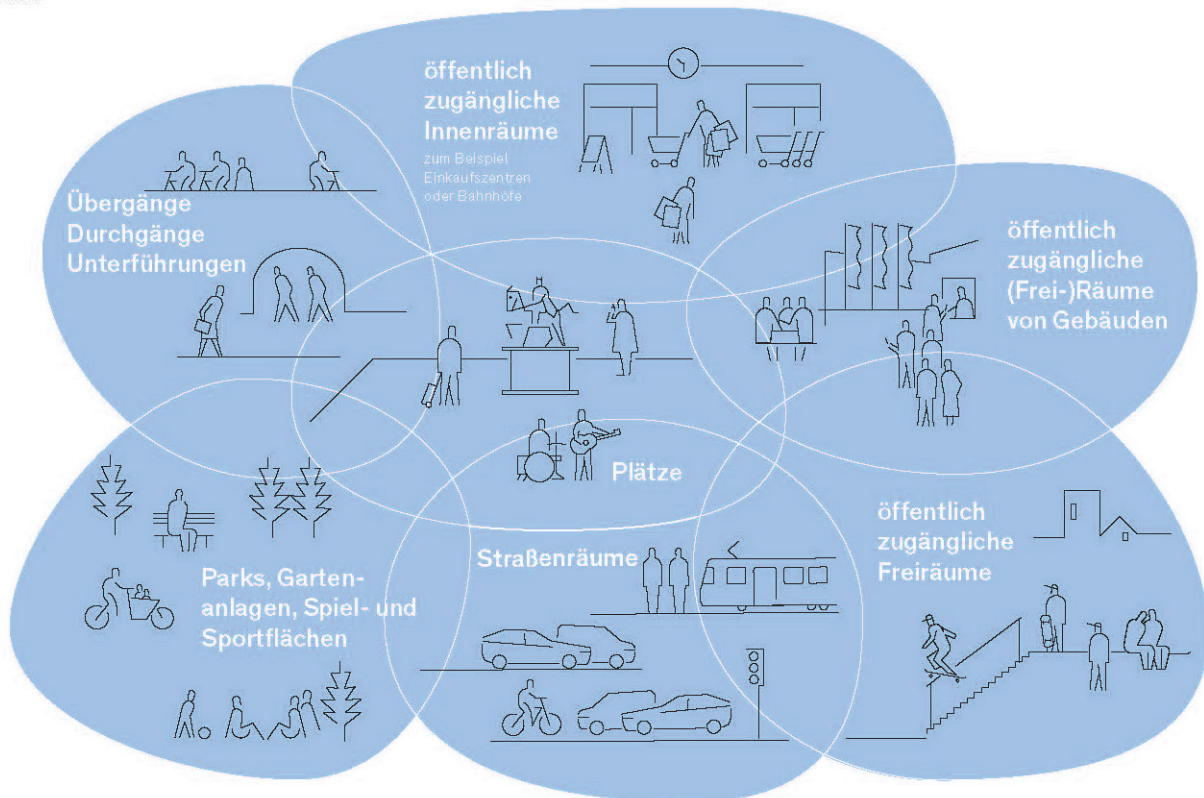 öffentlich
zugängliche
Innenräume
zum Beispiel
Einkaufszentren
oder Bahnhöfe
Übergänge
Durchgänge
Unterführungen
öffentlich
zugängliche
(Frei-)Räume
von Gebäuden
Plätze
Parks, Garten-
anlagen, Spiel- und
Sportflächen
Straßenräume
öffentlich
zugängliche
Freiräume